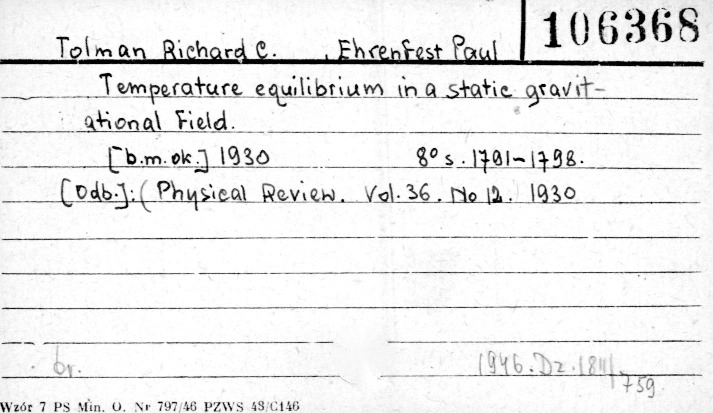 106368
Tolman Richard C. , Ehrenfest Paul
Temperature equilibrium in a static gravit-
ational Field.
[b.m.ok.] 1930 8° s. 1791-1798.
[Odb.]: (Physical Review. Vol. 36. No 12. 1930
br. 1946. Dz. 1811/759
Wzór 7 PS Min. O. Nr 797/46 PZWS 43/C146